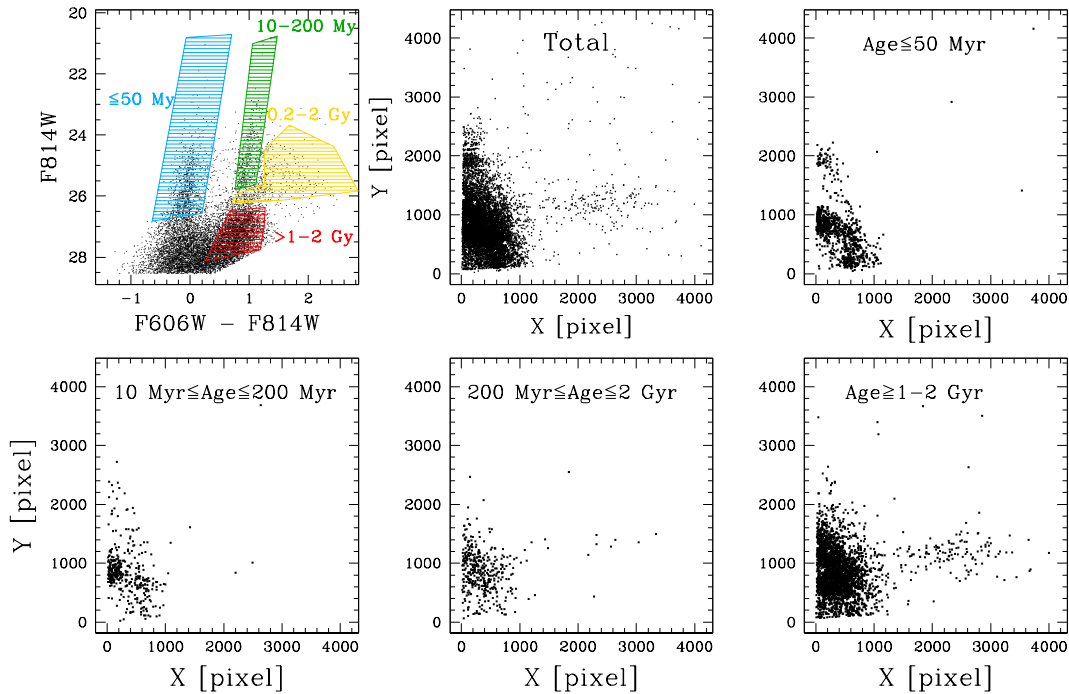 20
22
24
26
28
F814W
10−200 My
≤50 My
0.2−2 Gy
>1−2 Gy
−1 0 1 2
F606W − F814W
Total
4000
3000
2000
1000
0
Y [pixel]
0 1000 2000 3000 4000
X [pixel]
Age≦50 Myr
4000
3000
2000
1000
0
0 1000 2000 3000 4000
X [pixel]
10 Myr≦Age≦200 Myr
4000
3000
2000
1000
0
Y [pixel]
0 1000 2000 3000 4000
X [pixel]
200 Myr≦Age≦2 Gyr
4000
3000
2000
1000
0
0 1000 2000 3000 4000
X [pixel]
Age≧1−2 Gyr
4000
3000
2000
1000
0
0 1000 2000 3000 4000
X [pixel]